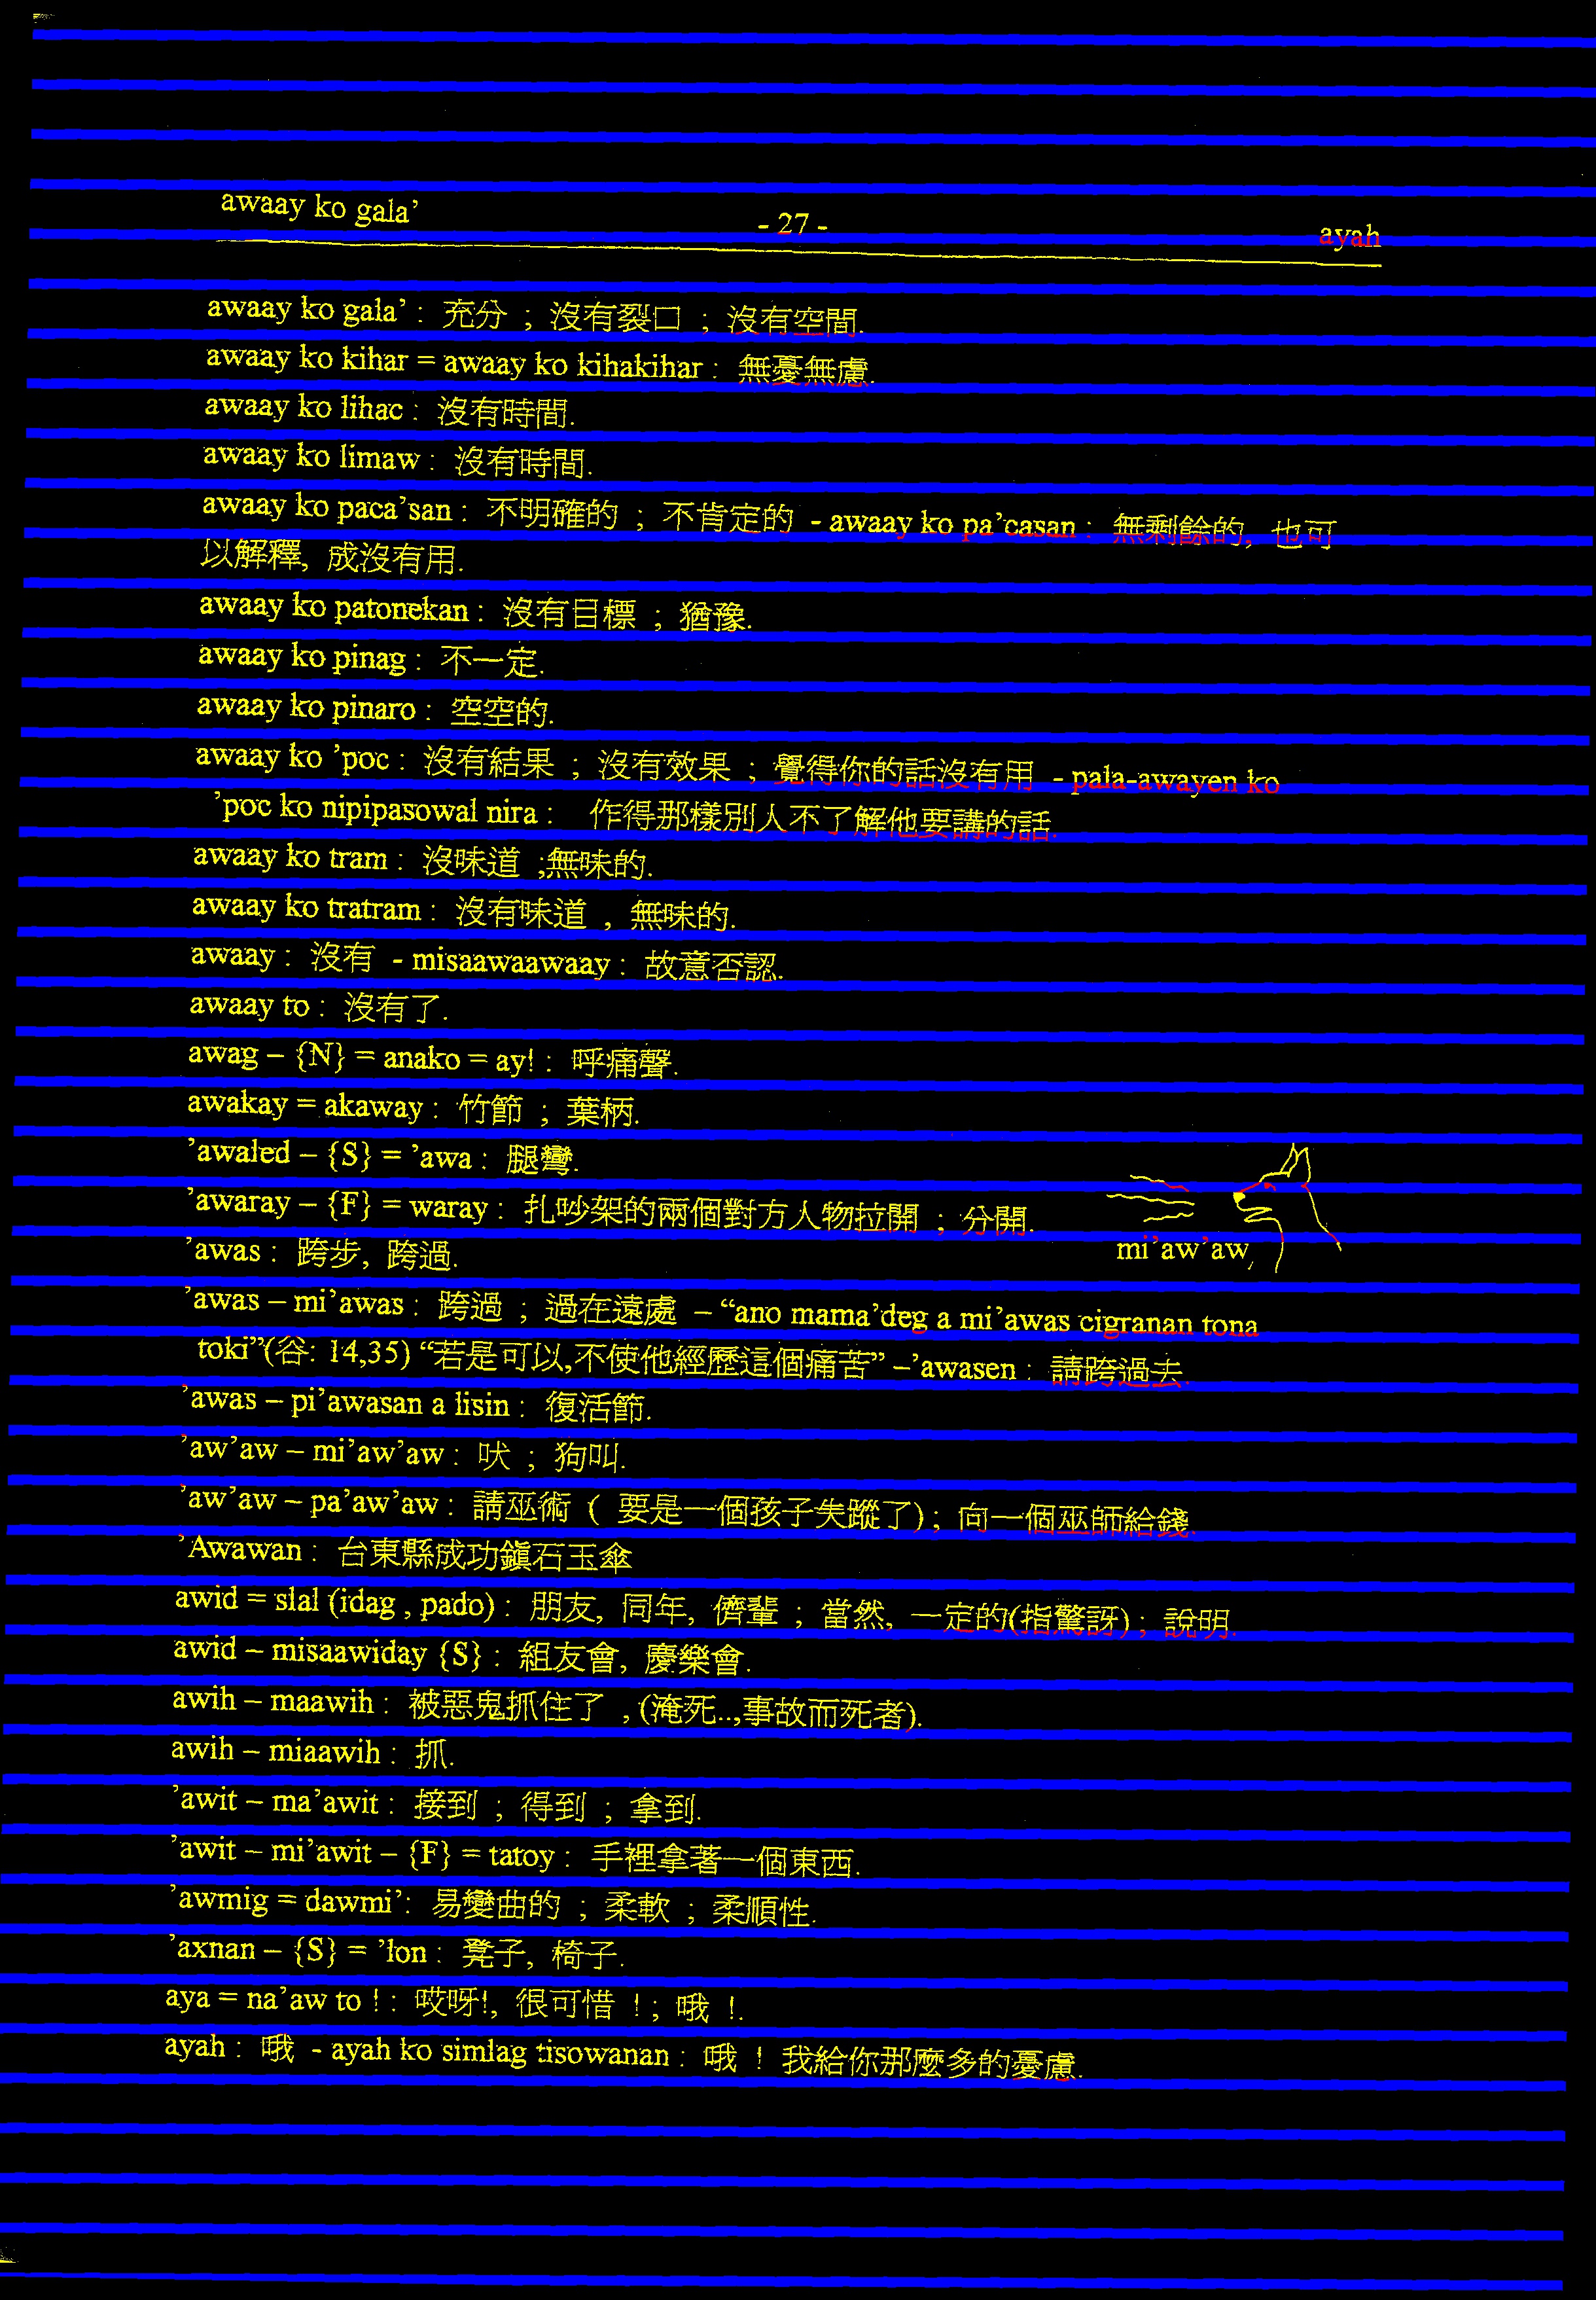 awaay ko gala’ - 27 - ayah
awaay ko gala’ : 充分 ; 沒有裂口 ; 沒有空間.
awaay ko kihar = awaay ko kihakihar : 無憂無慮.
awaay ko lihac : 沒有時間.
awaay ko limaw : 沒有時間.
awaay ko paca’san : 不明確的 ; 不肯定的 - awaay ko pa’casan : 無剩餘的, 也可
以解釋, 成沒有用.
awaay ko patonekan : 沒有目標 ; 猶豫.
awaay ko pinag : 不一定.
awaay ko pinaro : 空空的.
awaay ko ’poc : 沒有結果 ; 沒有效果 ; 覺得你的話沒有用 - pala-awayen ko
’poc ko nipipasowal nira : 作得那樣別人不了解他要講的話.
awaay ko tram : 沒味道 ;無味的.
awaay ko tratram : 沒有味道 , 無味的.
awaay : 沒有 - misaawaawaay : 故意否認.
awaay to : 沒有了.
awag – {N} = anako = ay! : 呼痛聲.
awakay = akaway : 竹節 ; 葉柄.
’awaled – {S} = ’awa : 腿彎.
’awaray – {F} = waray : 扎吵架的兩個對方人物拉開 ; 分開.
’awas : 跨步, 跨過.
mi’aw’aw
’awas – mi’awas : 跨過 ; 過在遠處 – “ano mama’deg a mi’awas cigranan tona
toki”(谷: 14,35) “若是可以,不使他經歷這個痛苦” –’awasen : 請跨過去.
’awas – pi’awasan a lisin : 復活節.
’aw’aw – mi’aw’aw : 吠 ; 狗叫.
’aw’aw – pa’aw’aw : 請巫術 ( 要是一個孩子失蹤了) ; 向一個巫師給錢.
’Awawan : 台東縣成功鎮石玉傘
awid = slal (idag , pado) : 朋友, 同年, 儕輩 ; 當然, 一定的(指驚訝) ; 說明.
awid – misaawiday {S} : 組友會, 慶樂會.
awih – maawih : 被惡鬼抓住了 , (淹死..,事故而死者).
awih – miaawih : 抓.
’awit – ma’awit : 接到 ; 得到 ; 拿到.
’awit – mi’awit – {F} = tatoy : 手裡拿著一個東西.
’awmig = dawmi’: 易變曲的 ; 柔軟 ; 柔順性.
’axnan – {S} = ’lon : 凳子, 椅子.
aya = na’aw to ! : 哎呀!, 很可惜 ! ; 哦 !.
ayah : 哦 - ayah ko simlag tisowanan : 哦 ! 我給你那麼多的憂慮.